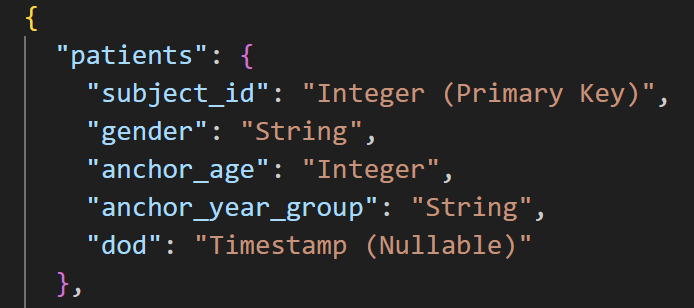 {
"patients": {
"subject_id": "Integer (Primary Key)",
"gender": "String",
"anchor_age": "Integer",
"anchor_year_group": "String",
"dod": "Timestamp (Nullable)"
},